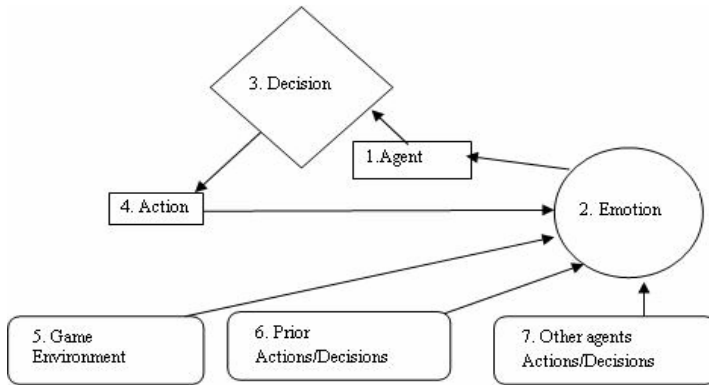 3. Decision
1.Agent
4. Action
2. Emotion
5. Game
Environment
6. Prior
Actions/Decisions
7. Other agents
Actions/Decisions